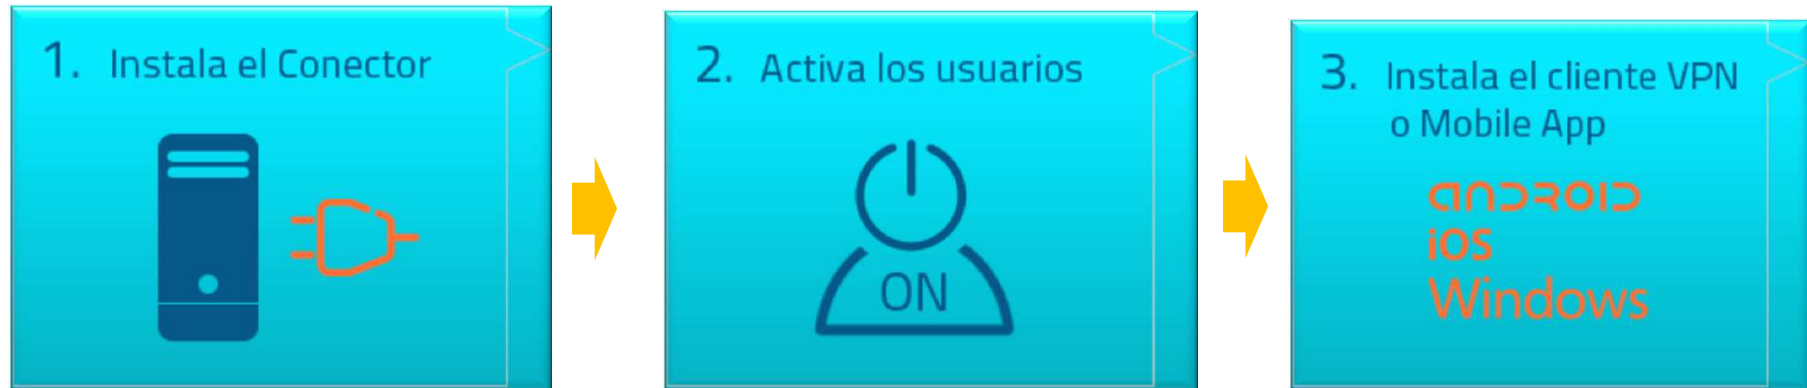 1. Instala el Conector
2. Activa los usuarios
ON
3. Instala el cliente VPN
o Mobile App
ANDROID
iOS
Windows